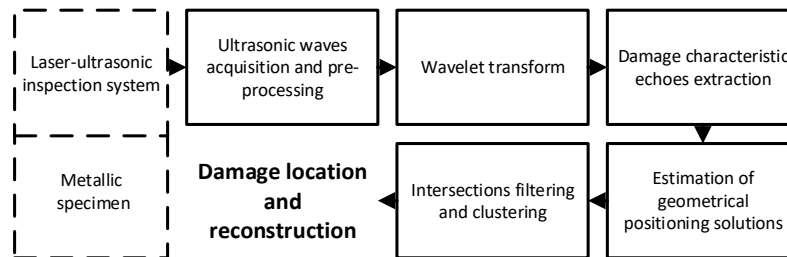 Laser-ultrasonic
inspection system
Ultrasonic waves
acquisition and pre-
processing
Wavelet transform
Damage characteristic
echoes extraction
Metallic
specimen
Damage location
and
reconstruction
Intersections filtering
and clustering
Estimation of
geometrical
positioning solutions